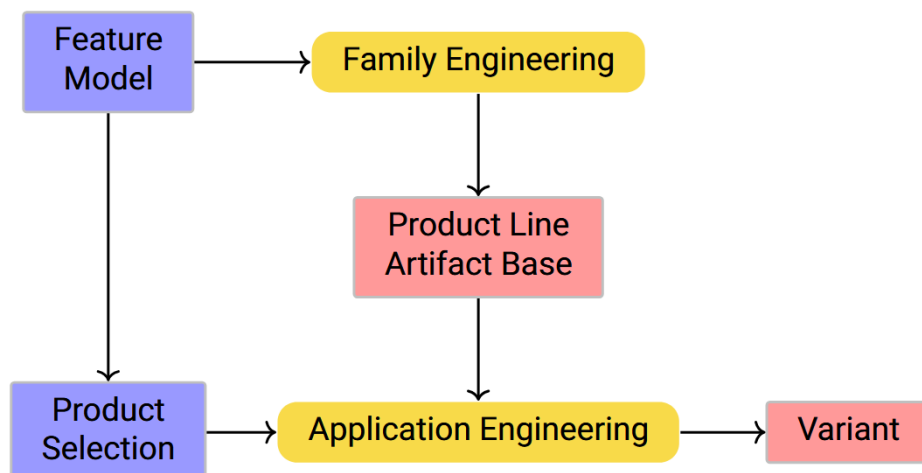 Feature
Model
Family Engineering
Product Line
Artifact Base
Product
Selection
Application Engineering
Variant